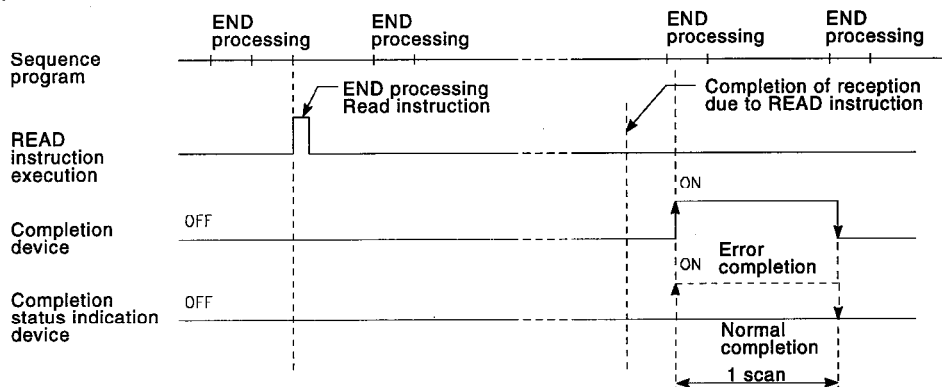 END processing
END processing
END processing
END processing
Sequence program
END processing
Read instruction
Completion of reception
due to READ instruction
READ
instruction
execution
ON
OFF
Completion
device
ON
Error
completion
OFF
Completion
status indication
device
Normal
completion
1 scan